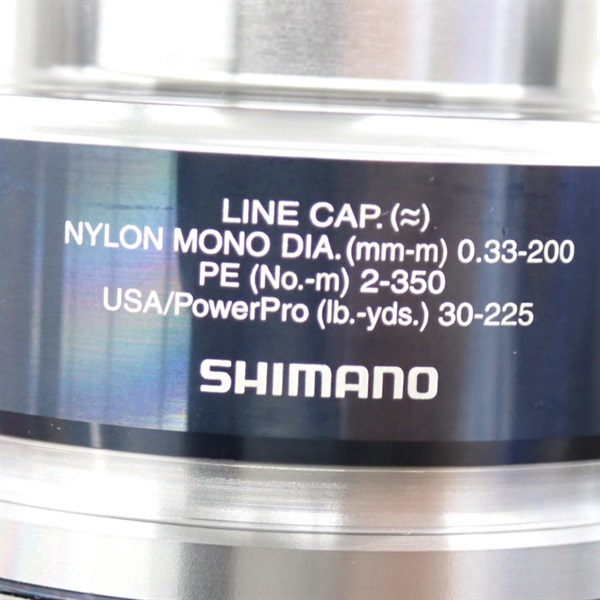 LINE CAP. (≈)
NYLON MONO DIA. (mm-m) 0.33-200
PE (No.-m) 2-350
USA/PowerPro (lb.-yds.) 30-225
SHIMANO